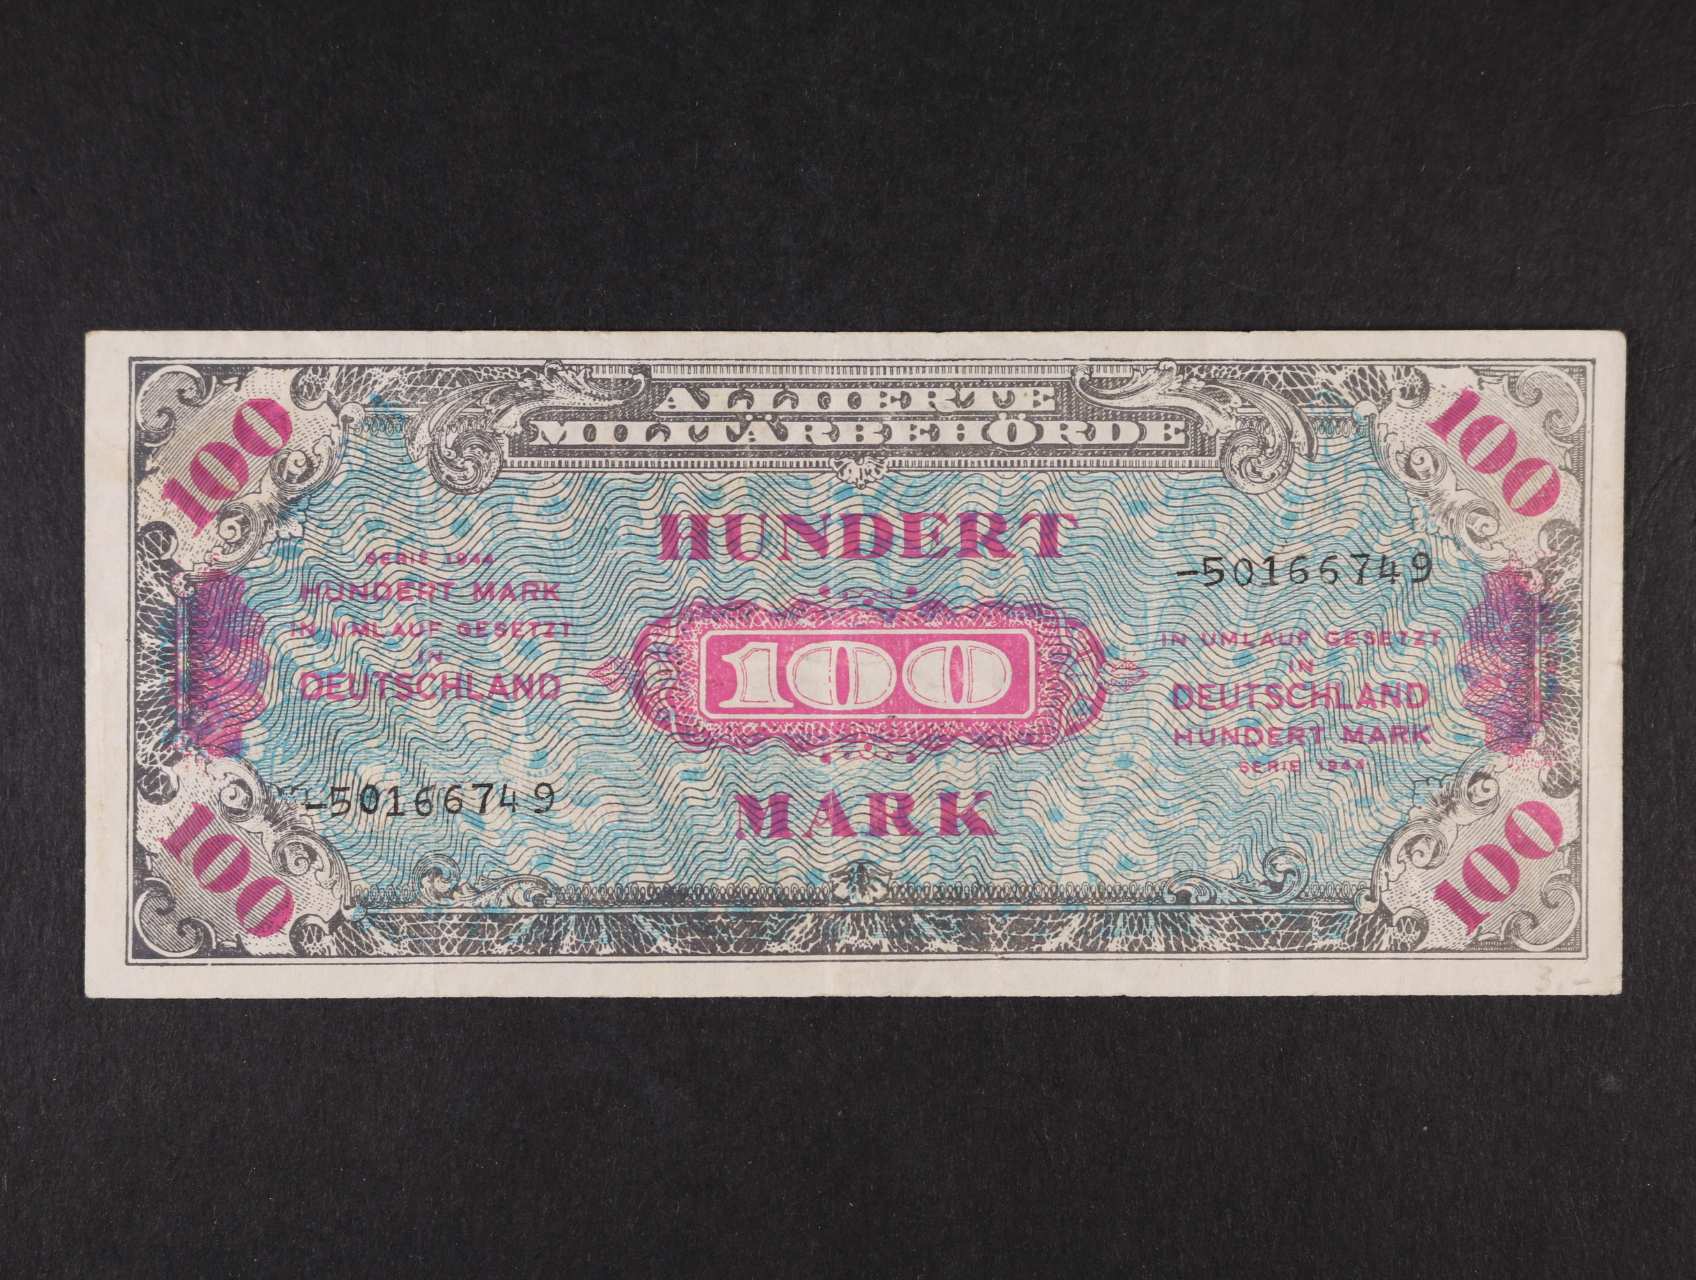 ALLIIERTE
MILITÄRBEHÖRDE
100
100
HUNDERT
SERIE 1944
HUNDERT MARK
IN UMLAUF GESETZT
IN
DEUTSCHLAND
-50166749
100
-50166749
IN UMLAUF GESETZT
IN
DEUTSCHLAND
HUNDERT MARK
SERIE 1944
MARK
100
100
3.-